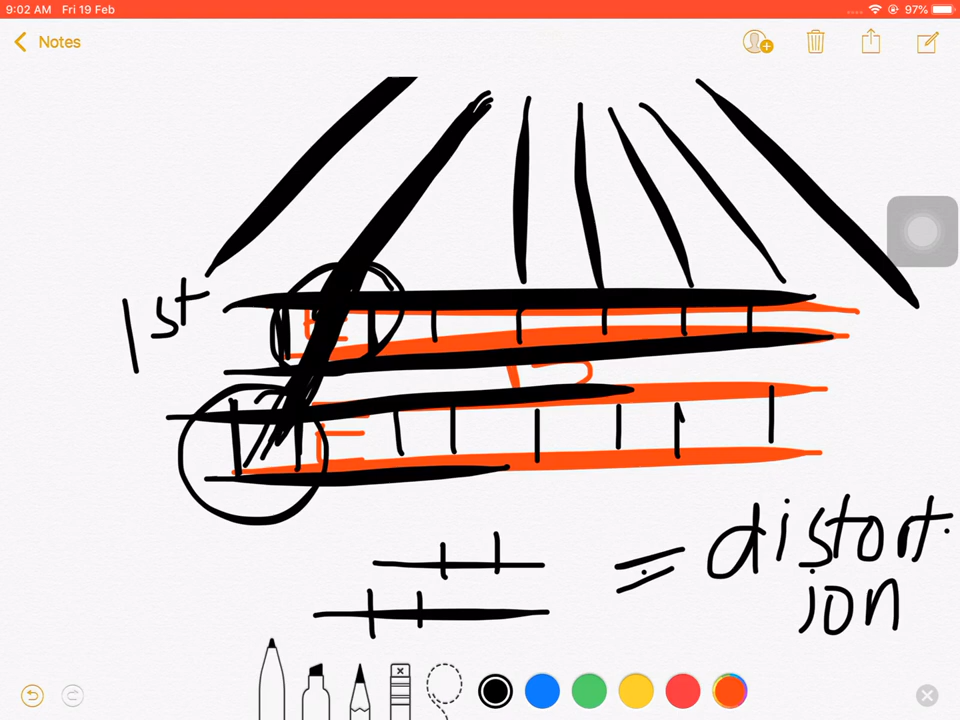 9:02 AM Fri 19 Feb 97%
Notes
1st
E
E
= distort.
ion